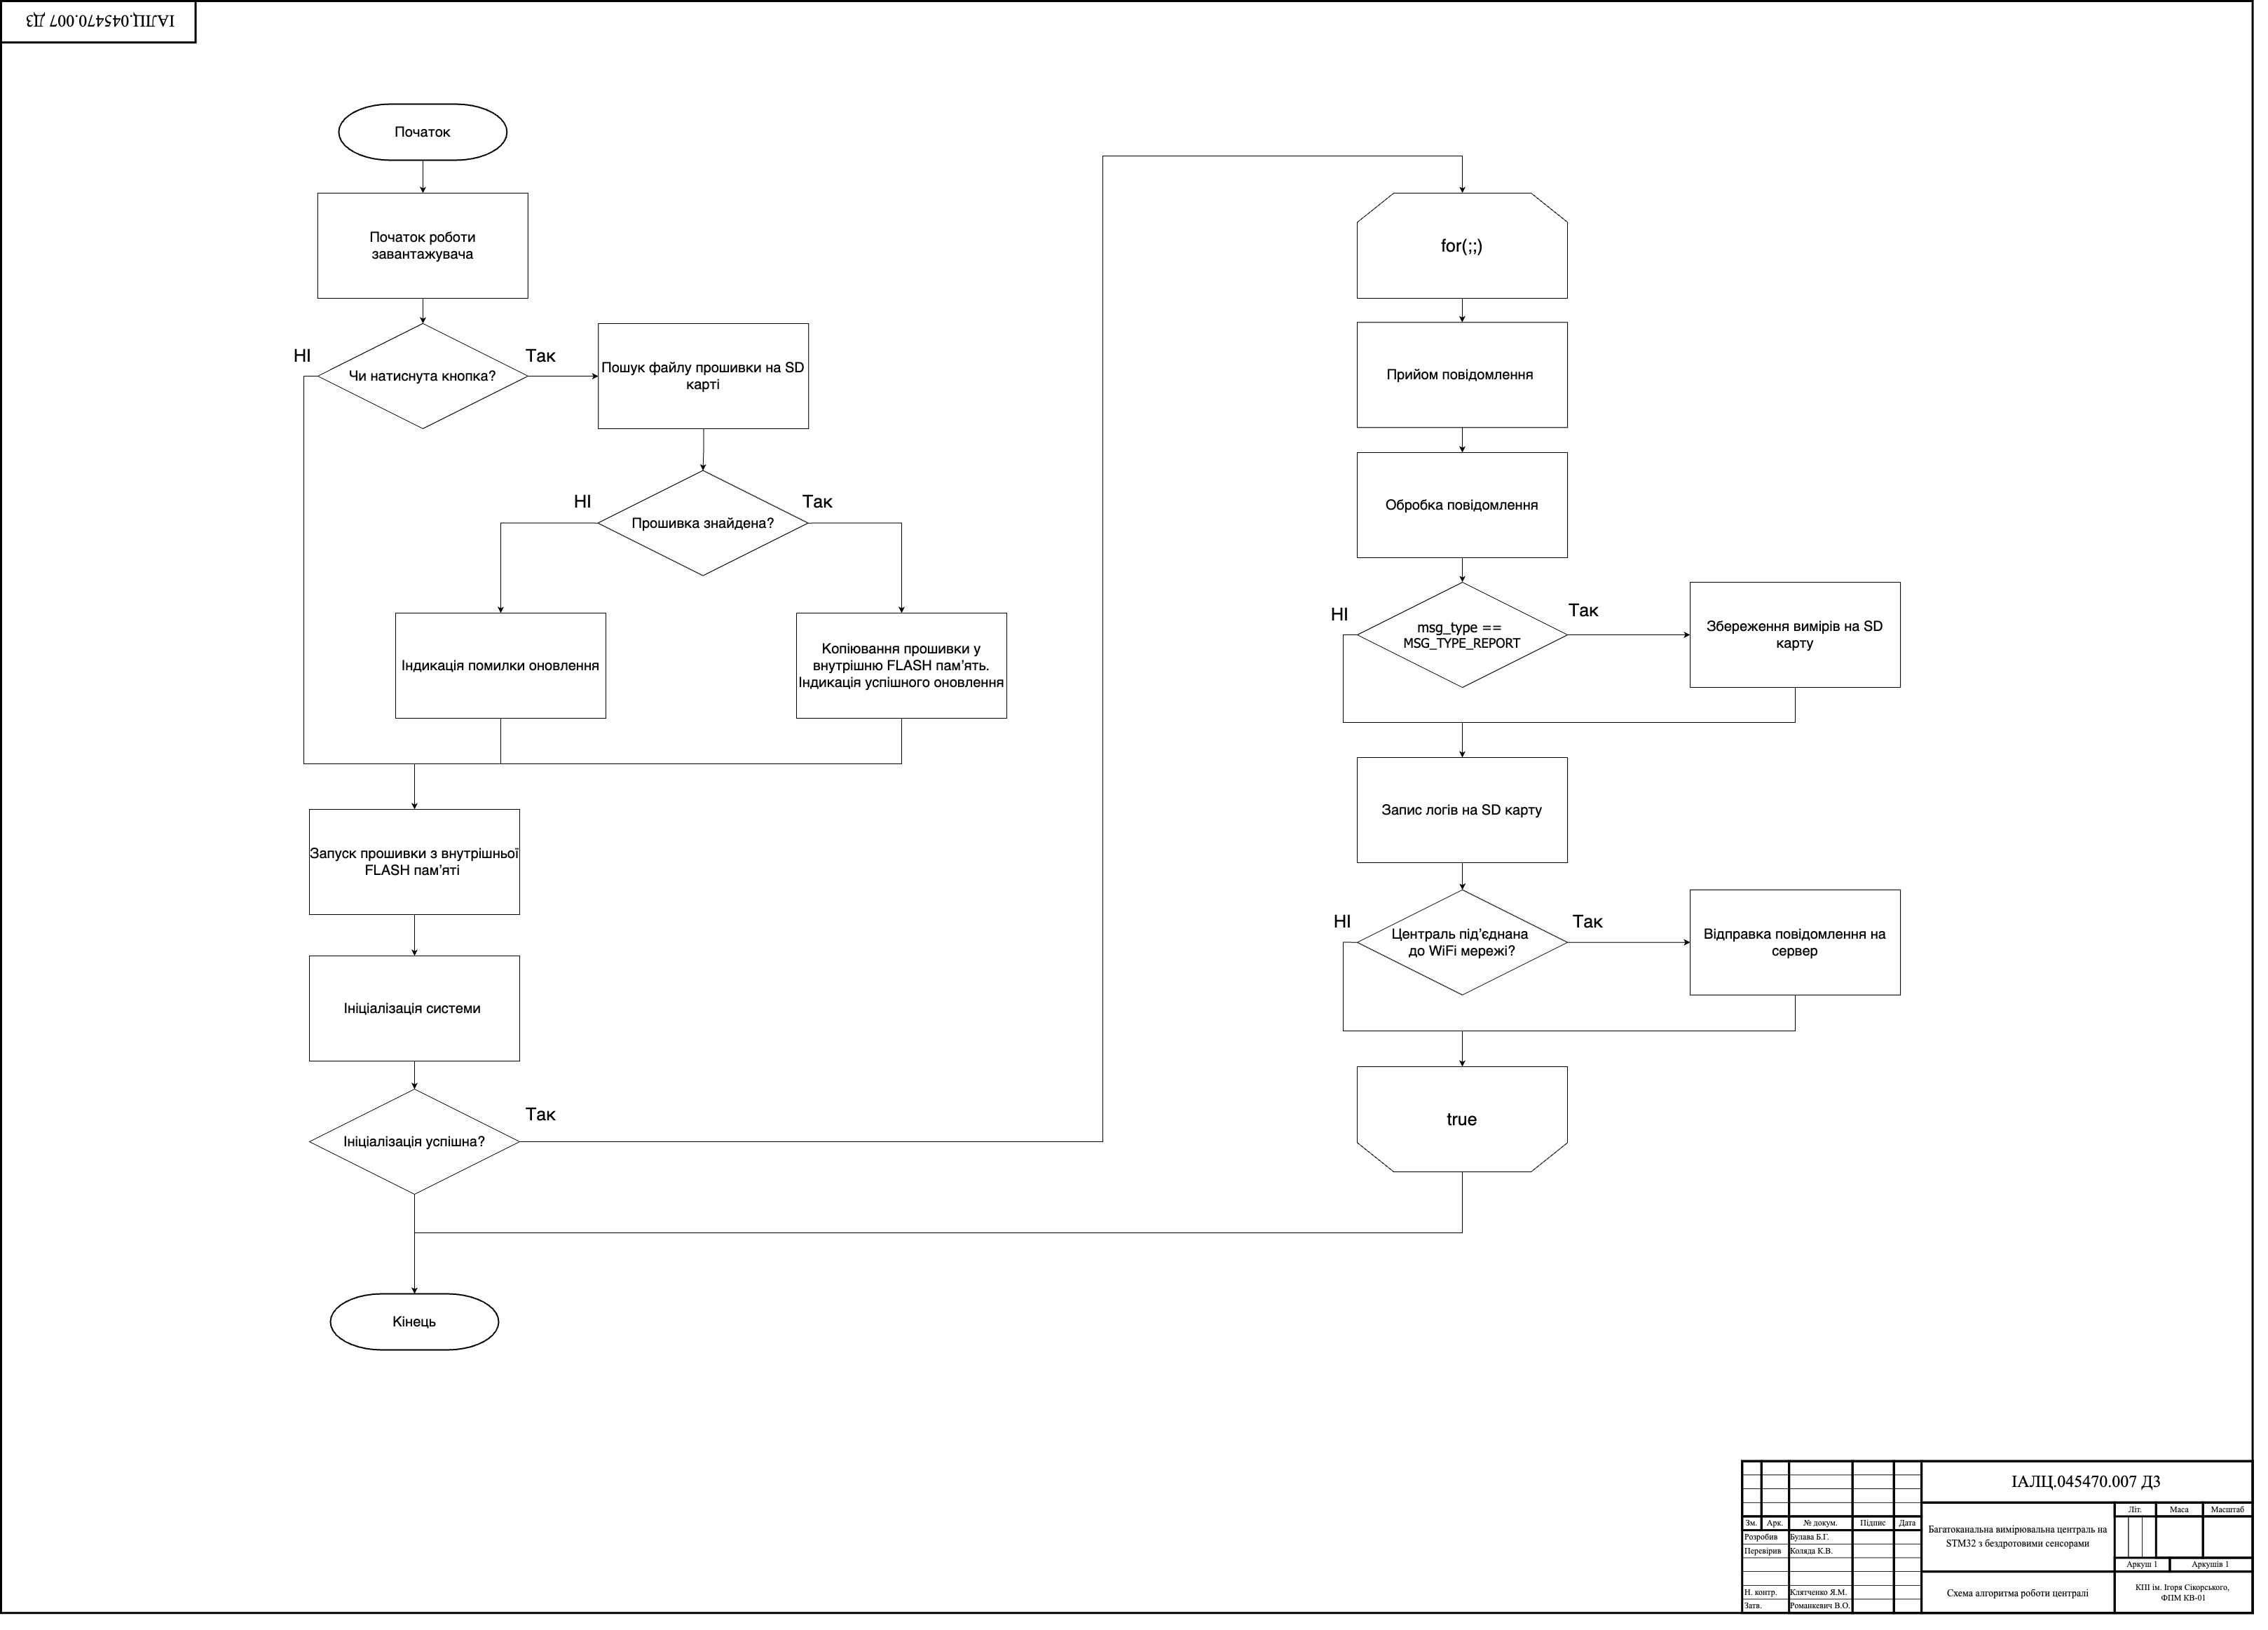 ІАЛЦ.045470.007 Д3
Початок
Початок роботи
завантажувача
Чи натиснута кнопка?
НІ
Так
Пошук файлу прошивки на SD
карті
Прошивка знайдена?
НІ
Так
Індикація помилки оновлення
Копіювання прошивки у
внутрішню FLASH пам'ять.
Індикація успішного оновлення
Запуск прошивки з внутрішньої
FLASH пам'яті
Ініціалізація системи
Ініціалізація успішна?
Так
Кінець
for(;;)
Прийом повідомлення
Обробка повідомлення
msg_type ==
MSG_TYPE_REPORT
НІ
Так
Збереження вимірів на SD
карту
Запис логів на SD карту
Централь під'єднана
до WiFi мережі?
НІ
Так
Відправка повідомлення на
сервер
true
ІАЛЦ.045470.007 Д3
Зм. Арк. № докум. Підпис Дата
Розробив Булава Б.Г.
Перевірив Коляда К.В.
Н. контр. Клятченко Я.М.
Затв. Романкевич В.О.
Багатоканальна вимірювальна централь на
STM32 з бездротовими сенсорами
Схема алгоритма роботи централі
Літ. Маса Масштаб
Аркуш 1 Аркушів 1
КПІ ім. Ігоря Сікорського,
ФПМ КВ-01